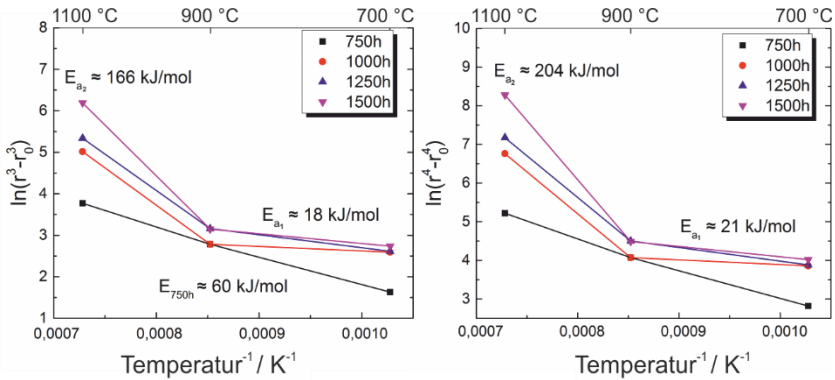 1100 °C 900 °C 700 °C
8
7
6
5
4
3
2
1
ln(r³-r₀³)
Eₐ₂ ≈ 166 kJ/mol
750h
1000h
1250h
1500h
Eₐ₁ ≈ 18 kJ/mol
E₇₅₀ₕ ≈ 60 kJ/mol
0,0007 0,0008 0,0009 0,0010
Temperatur⁻¹ / K⁻¹
1100 °C 900 °C 700 °C
10
9
8
7
6
5
4
3
ln(r⁴-r₀⁴)
Eₐ₂ ≈ 204 kJ/mol
750h
1000h
1250h
1500h
Eₐ₁ ≈ 21 kJ/mol
0,0007 0,0008 0,0009 0,0010
Temperatur⁻¹ / K⁻¹